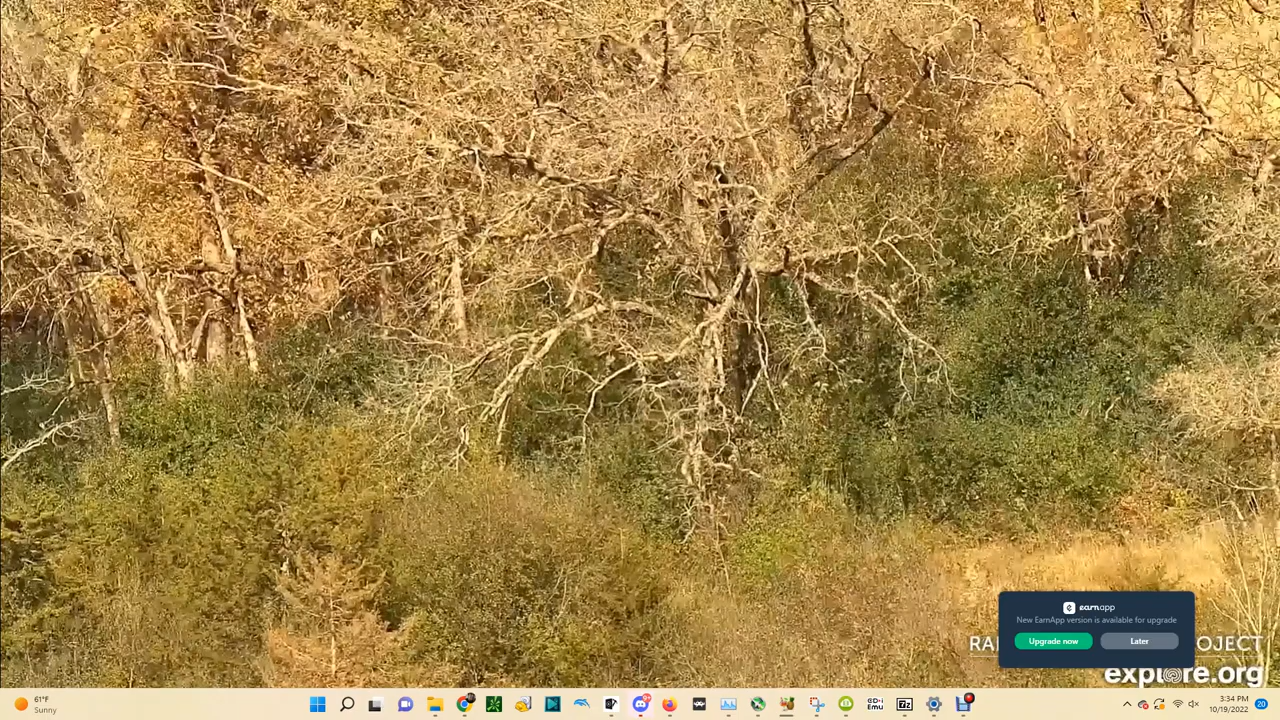 earnapp
New EarnApp version is available for upgrade
Upgrade now Later
OJECT
explore.org
61°F
Sunny
3:34 PM
10/19/2022
20